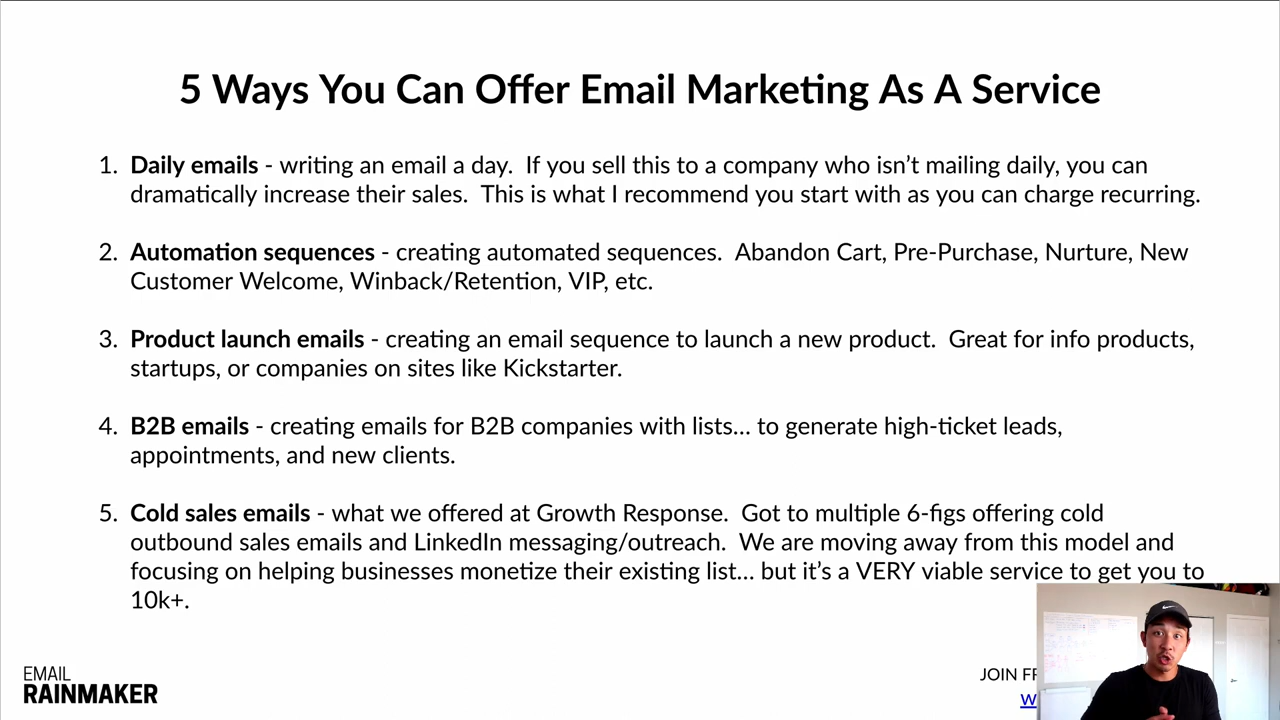 5 Ways You Can Offer Email Marketing As A Service
1. Daily emails - writing an email a day. If you sell this to a company who isn't mailing daily, you can
dramatically increase their sales. This is what I recommend you start with as you can charge recurring.
2. Automation sequences - creating automated sequences. Abandon Cart, Pre-Purchase, Nurture, New
Customer Welcome, Winback/Retention, VIP, etc.
3. Product launch emails - creating an email sequence to launch a new product. Great for info products,
startups, or companies on sites like Kickstarter.
4. B2B emails - creating emails for B2B companies with lists... to generate high-ticket leads,
appointments, and new clients.
5. Cold sales emails - what we offered at Growth Response. Got to multiple 6-figs offering cold
outbound sales emails and LinkedIn messaging/outreach. We are moving away from this model and
focusing on helping businesses monetize their existing list... but it's a VERY viable service to get you to
10k+.
EMAIL
RAINMAKER
JOIN